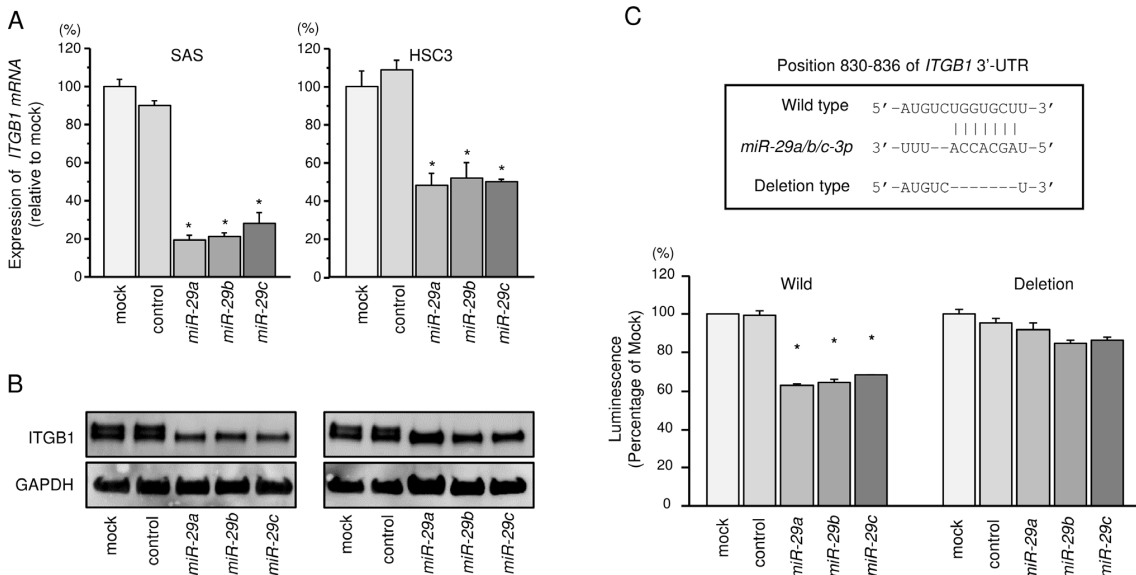 A
(%)
SAS
Expression of ITGB1 mRNA
(relative to mock)
120
100
80
60
40
20
0
*
*
*
mock
control
miR-29a
miR-29b
miR-29c
(%)
HSC3
120
100
80
60
40
20
0
*
*
*
mock
control
miR-29a
miR-29b
miR-29c
B
ITGB1
GAPDH
mock
control
miR-29a
miR-29b
miR-29c
mock
control
miR-29a
miR-29b
miR-29c
C
Position 830-836 of ITGB1 3'-UTR
Wild type 5'-AUGUCUGGUGCUU-3'
| | | | | | |
miR-29a/b/c-3p 3'-UUU--ACCACGAU-5'
Deletion type 5'-AUGUC-------U-3'
(%)
Luminescence
(Percentage of Mock)
120
100
80
60
40
20
0
Wild
*
*
*
mock
control
miR-29a
miR-29b
miR-29c
Deletion
mock
control
miR-29a
miR-29b
miR-29c